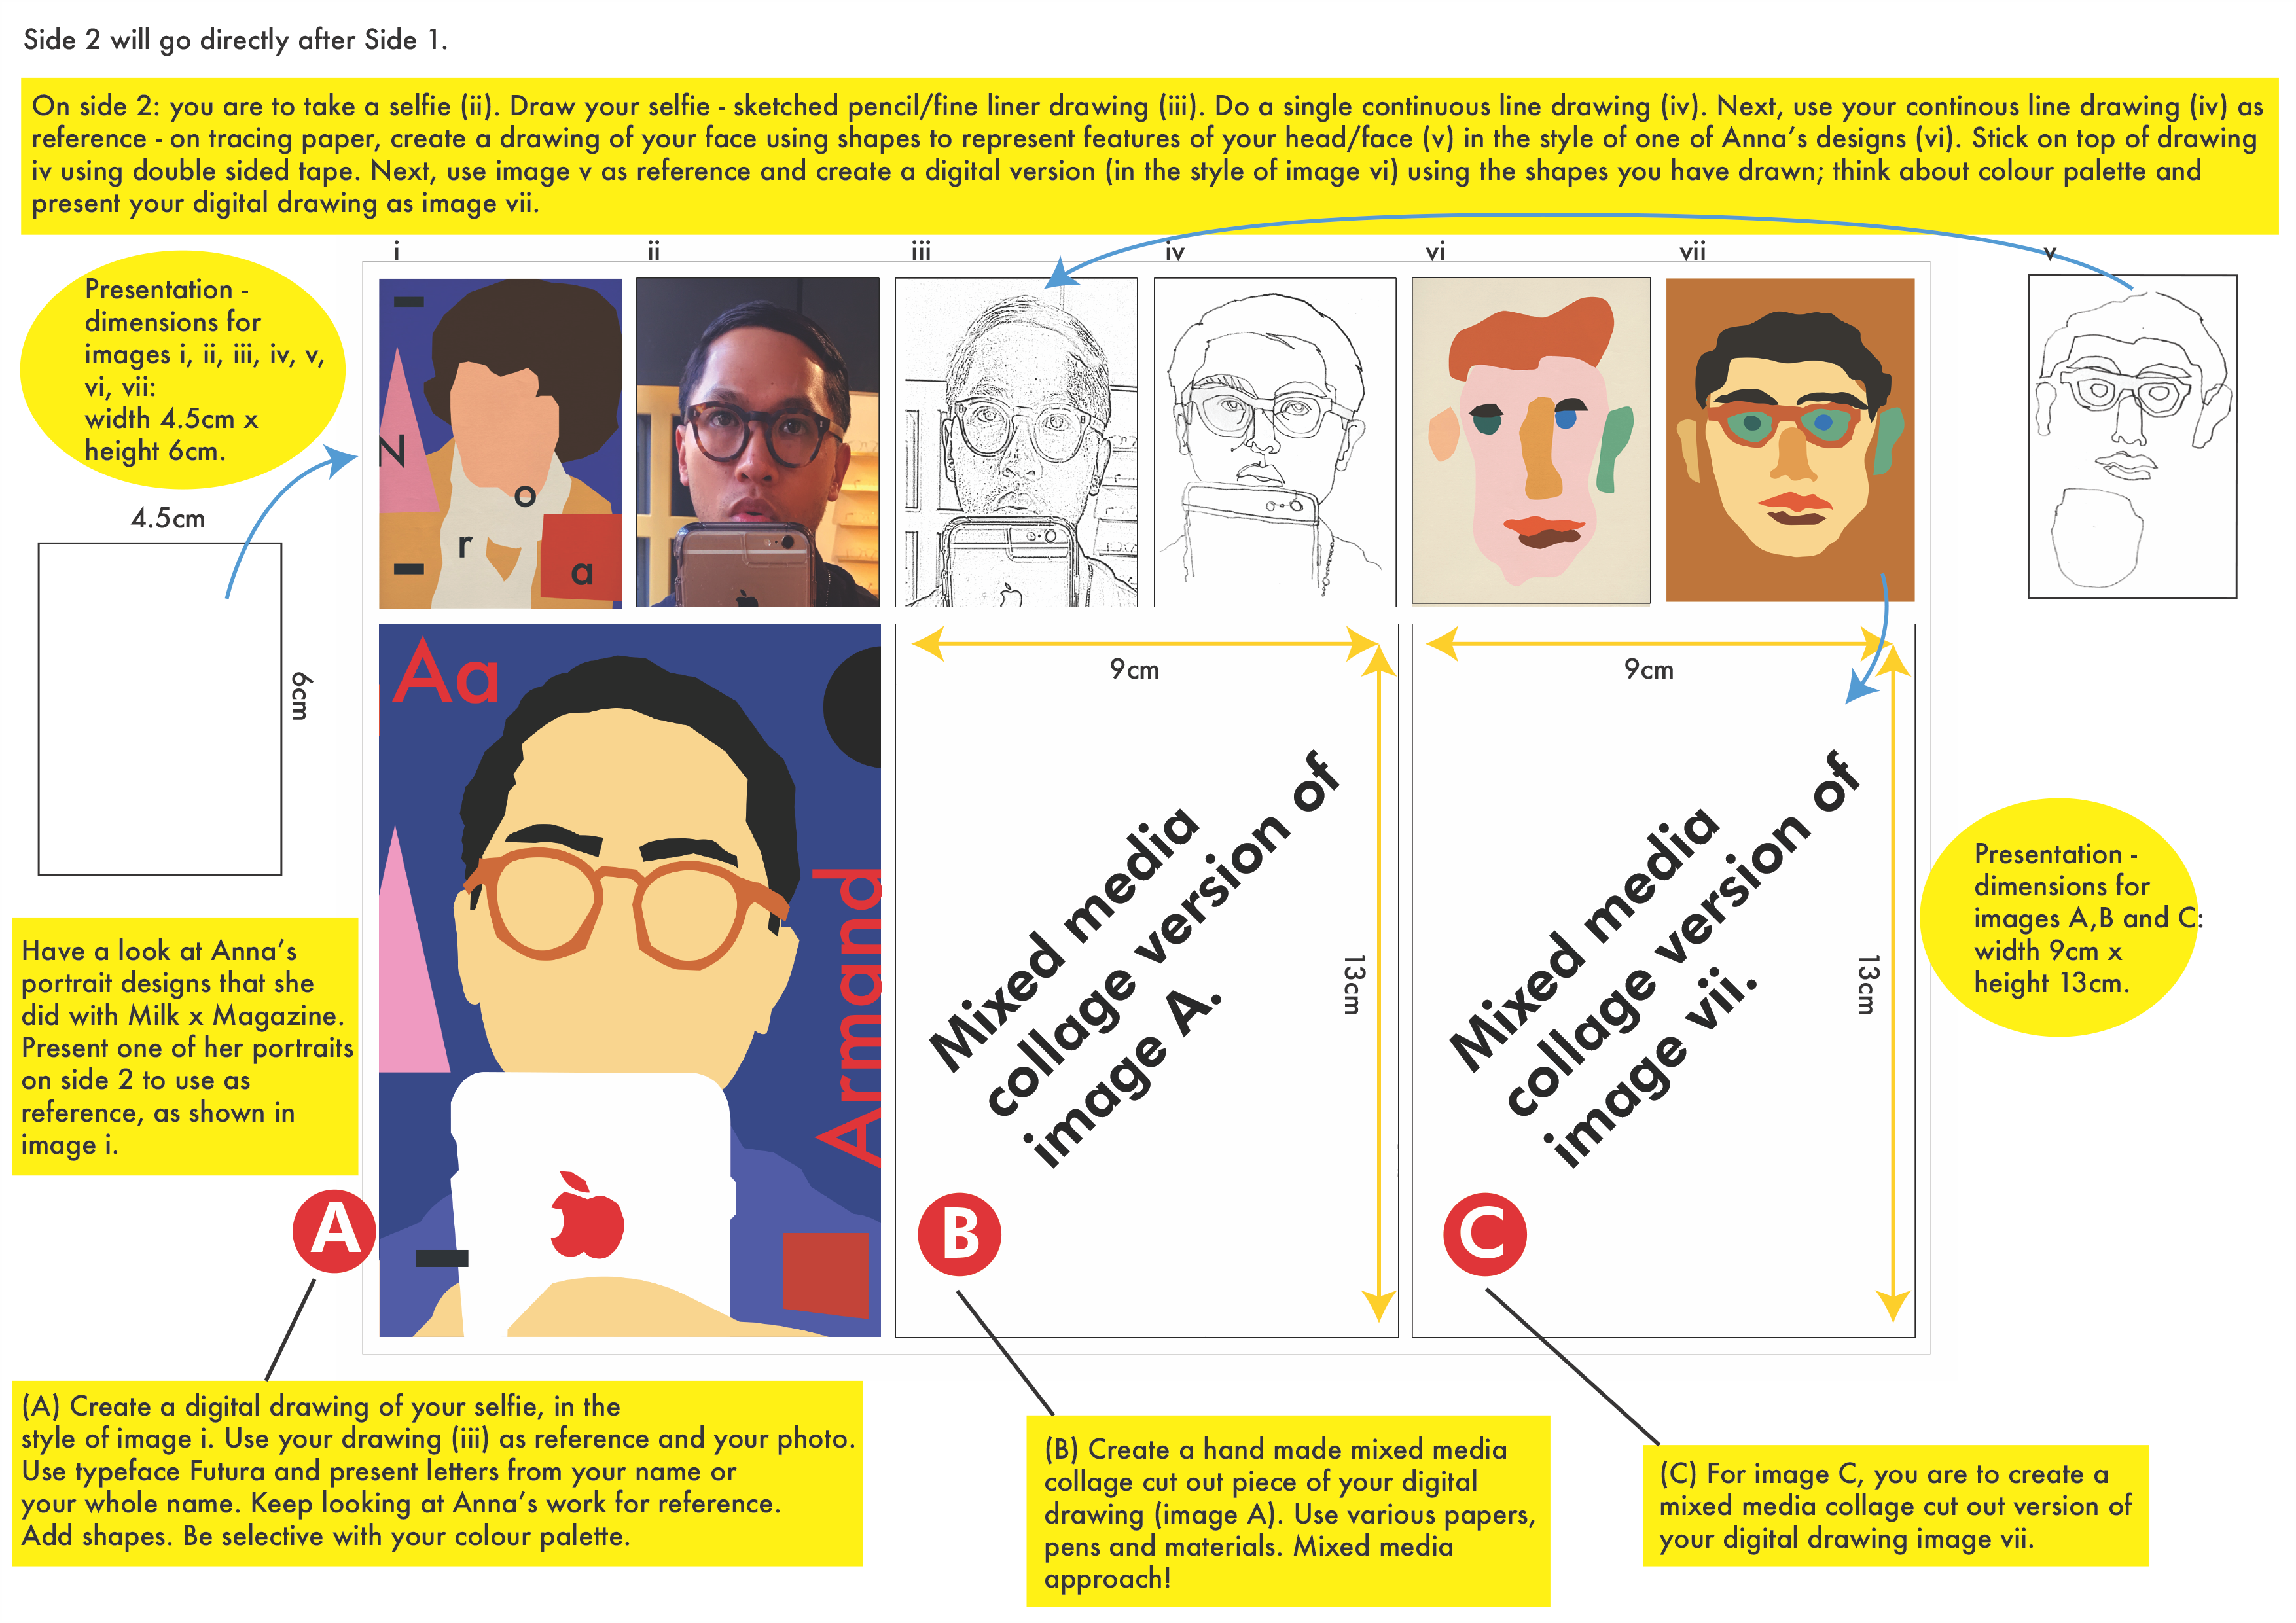 Side 2 will go directly after Side 1.
On side 2: you are to take a selfie (ii). Draw your selfie - sketched pencil/fine liner drawing (iii). Do a single continuous line drawing (iv). Next, use your continous line drawing (iv) as
reference - on tracing paper, create a drawing of your face using shapes to represent features of your head/face (v) in the style of one of Anna's designs (vi). Stick on top of drawing
iv using double sided tape. Next, use image v as reference and create a digital version (in the style of image vi) using the shapes you have drawn; think about colour palette and
present your digital drawing as image vii.
i
ii
iii
iv
vi
vii
v
Presentation -
dimensions for
images i, ii, iii, iv, v,
vi, vii:
width 4.5cm x
height 6cm.
4.5cm
6cm
N
o
r
a
Have a look at Anna's
portrait designs that she
did with Milk x Magazine.
Present one of her portraits
on side 2 to use as
reference, as shown in
image i.
Aa
Armand
A
9cm
13cm
Mixed media
collage version of
image A.
B
9cm
13cm
Mixed media
collage version of
image vii.
C
Presentation -
dimensions for
images A,B and C:
width 9cm x
height 13cm.
(A) Create a digital drawing of your selfie, in the
style of image i. Use your drawing (iii) as reference and your photo.
Use typeface Futura and present letters from your name or
your whole name. Keep looking at Anna's work for reference.
Add shapes. Be selective with your colour palette.
(B) Create a hand made mixed media
collage cut out piece of your digital
drawing (image A). Use various papers,
pens and materials. Mixed media
approach!
(C) For image C, you are to create a
mixed media collage cut out version of
your digital drawing image vii.